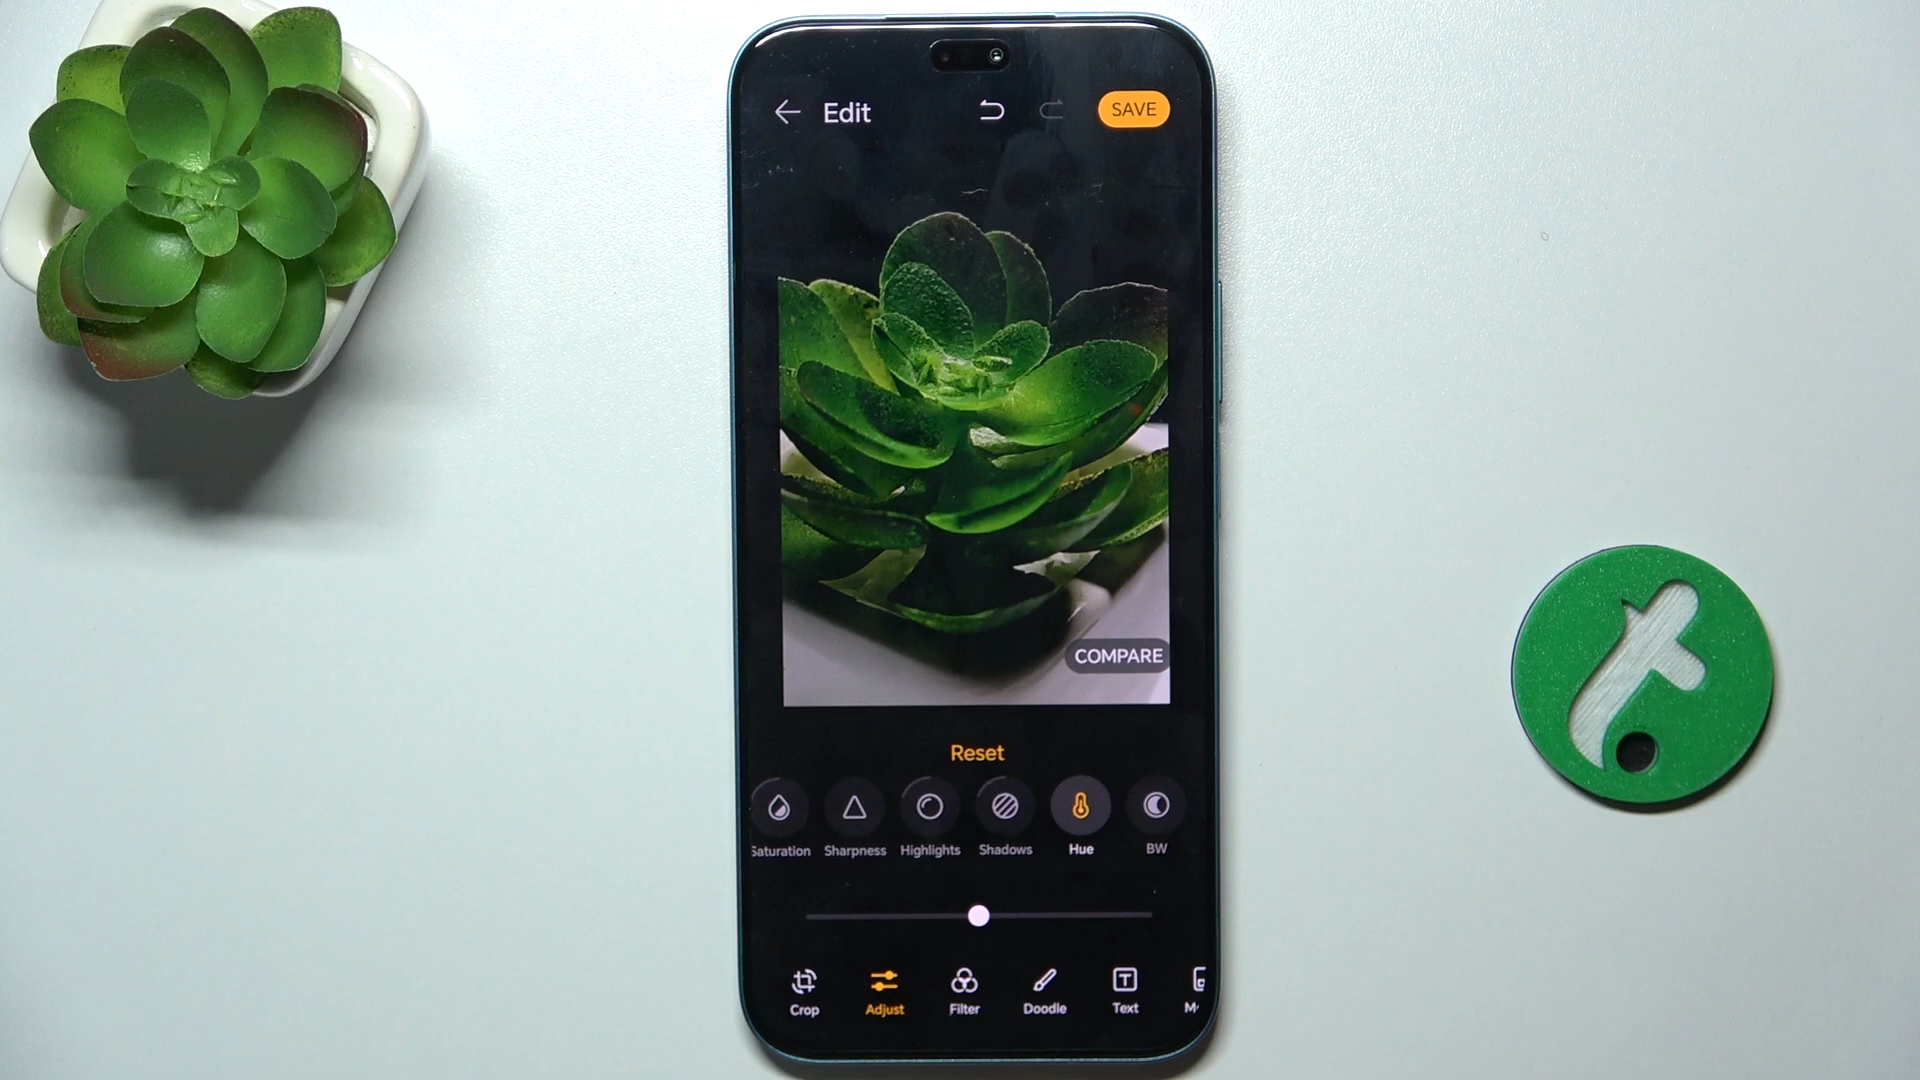 Edit
SAVE
COMPARE
Reset
Saturation Sharpness Highlights Shadows Hue BW
Crop Adjust Filter Doodle Text